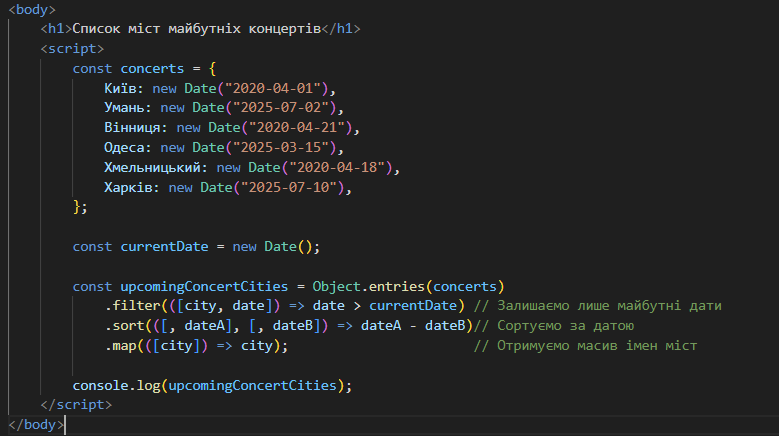 <body>
<h1>Список міст майбутніх концертів</h1>
<script>
const concerts = {
Київ: new Date("2020-04-01"),
Умань: new Date("2025-07-02"),
Вінниця: new Date("2020-04-21"),
Одеса: new Date("2025-03-15"),
Хмельницький: new Date("2020-04-18"),
Харків: new Date("2025-07-10"),
};
const currentDate = new Date();
const upcomingConcertCities = Object.entries(concerts)
.filter(([city, date]) => date > currentDate) // Залишаємо лише майбутні дати
.sort(([, dateA], [, dateB]) => dateA - dateB)// Сортуємо за датою
.map(([city]) => city); // Отримуємо масив імен міст
console.log(upcomingConcertCities);
</script>
</body>